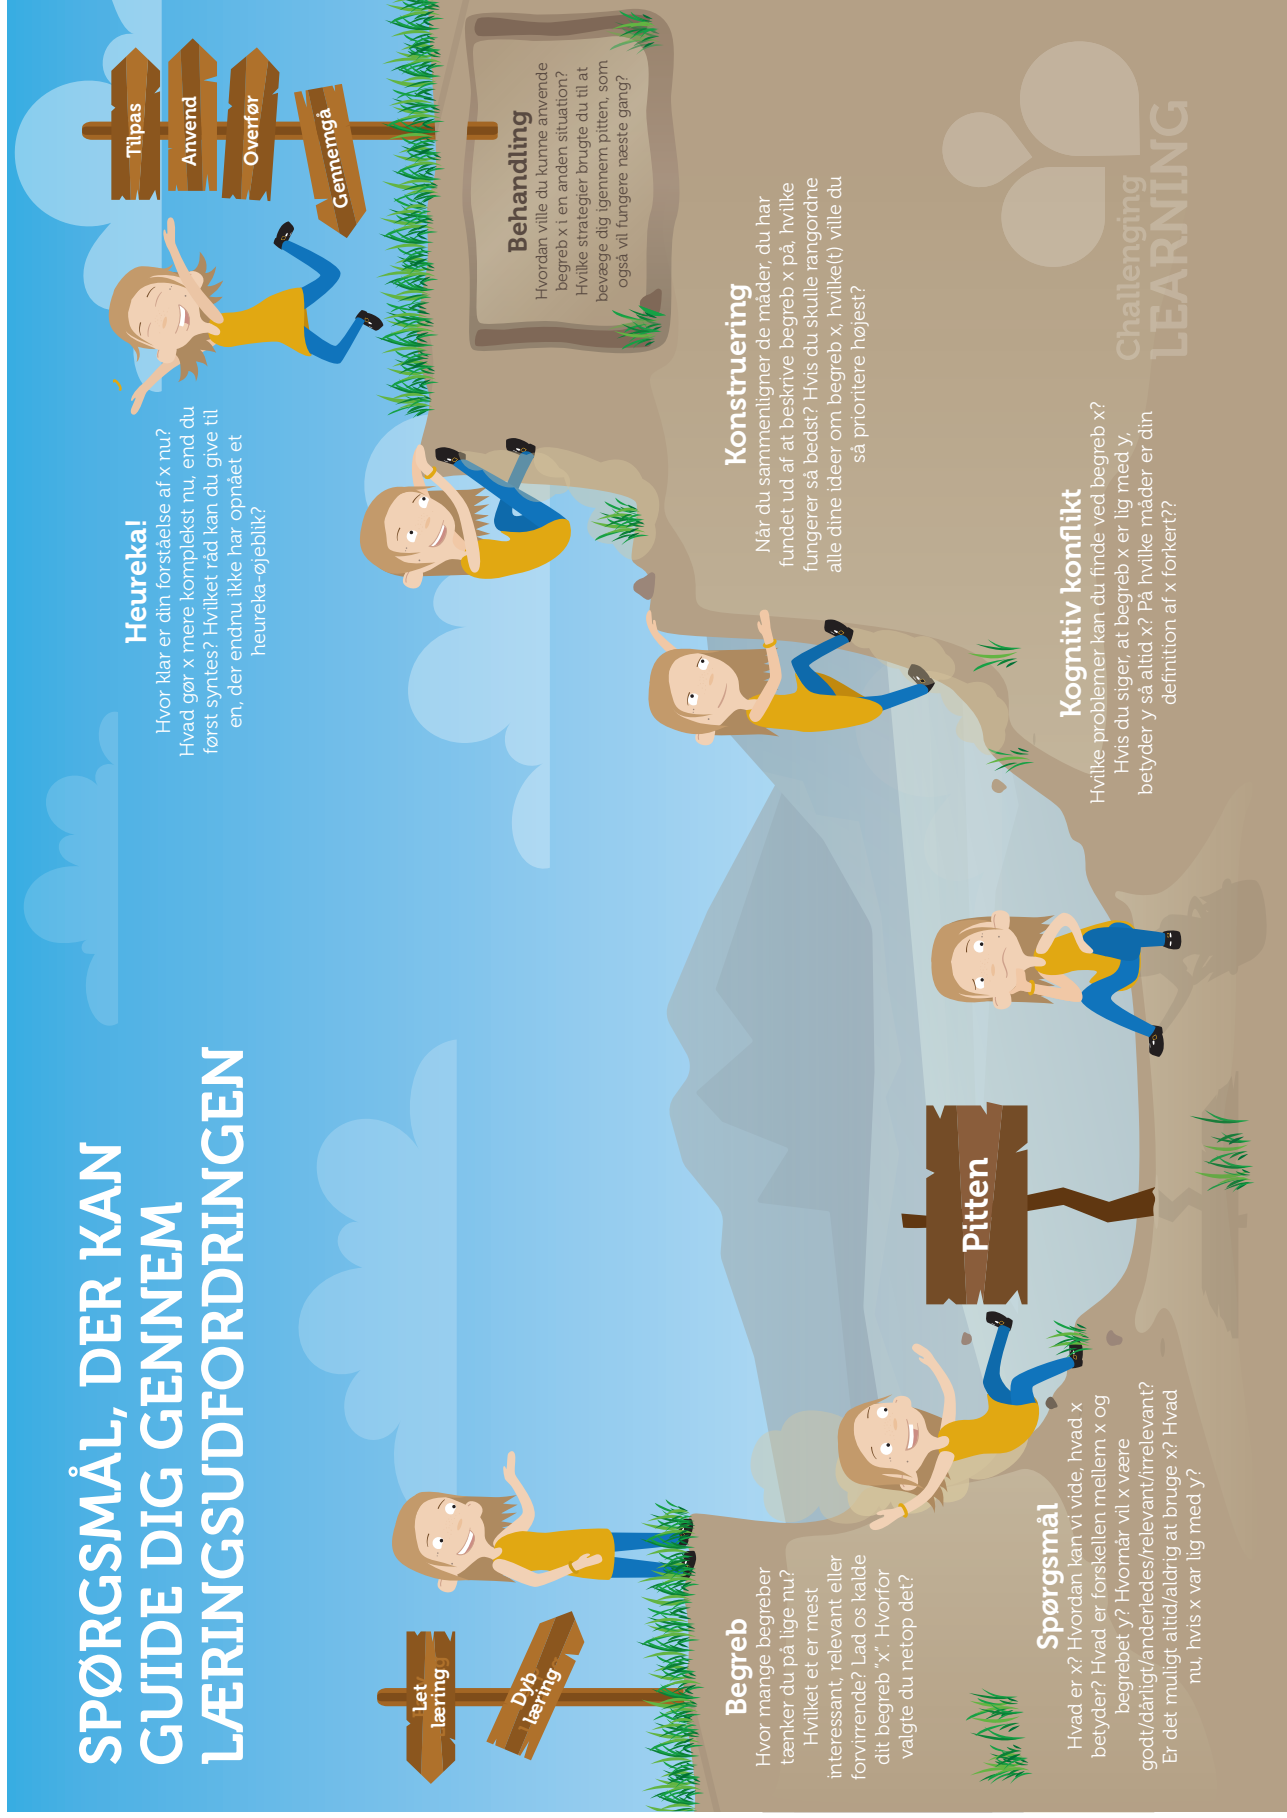 SPØRGSMÅL, DER KAN
GUIDE DIG GENNEM
LÆRINGSUDFORDRINGEN
Let
læring
Dyb
læring
Begreb
Hvor mange begreber
tænker du på lige nu?
Hvilket et er mest
interessant, relevant eller
forvirrende? Lad os kalde
dit begreb "x". Hvorfor
valgte du netop det?
Spørgsmål
Hvad er x? Hvordan kan vi vide, hvad x
betyder? Hvad er forskellen mellem x og
begrebet y? Hvornår vil x være
godt/dårligt/anderledes/relevant/irrelevant?
Er det muligt altid/aldrig at bruge x? Hvad
nu, hvis x var lig med y?
Pitten
Kognitiv konflikt
Hvilke problemer kan du finde ved begreb x?
Hvis du siger, at begreb x er lig med y,
betyder y så altid x? På hvilke måder er din
definition af x forkert??
Konstruering
Når du sammenligner de måder, du har
fundet ud af at beskrive begreb x på, hvilke
fungerer så bedst? Hvis du skulle rangordne
alle dine ideer om begreb x, hvilke(t) ville du
så prioritere højest?
Heureka!
Hvor klar er din forståelse af x nu?
Hvad gør x mere komplekst nu, end du
først syntes? Hvilket råd kan du give til
en, der endnu ikke har opnået et
heureka-øjeblik?
Tilpas
Anvend
Overfør
Gennemgå
Behandling
Hvordan ville du kunne anvende
begreb x i en anden situation?
Hvilke strategier brugte du til at
bevæge dig igennem pitten, som
også vil fungere næste gang?
Challenging
LEARNING